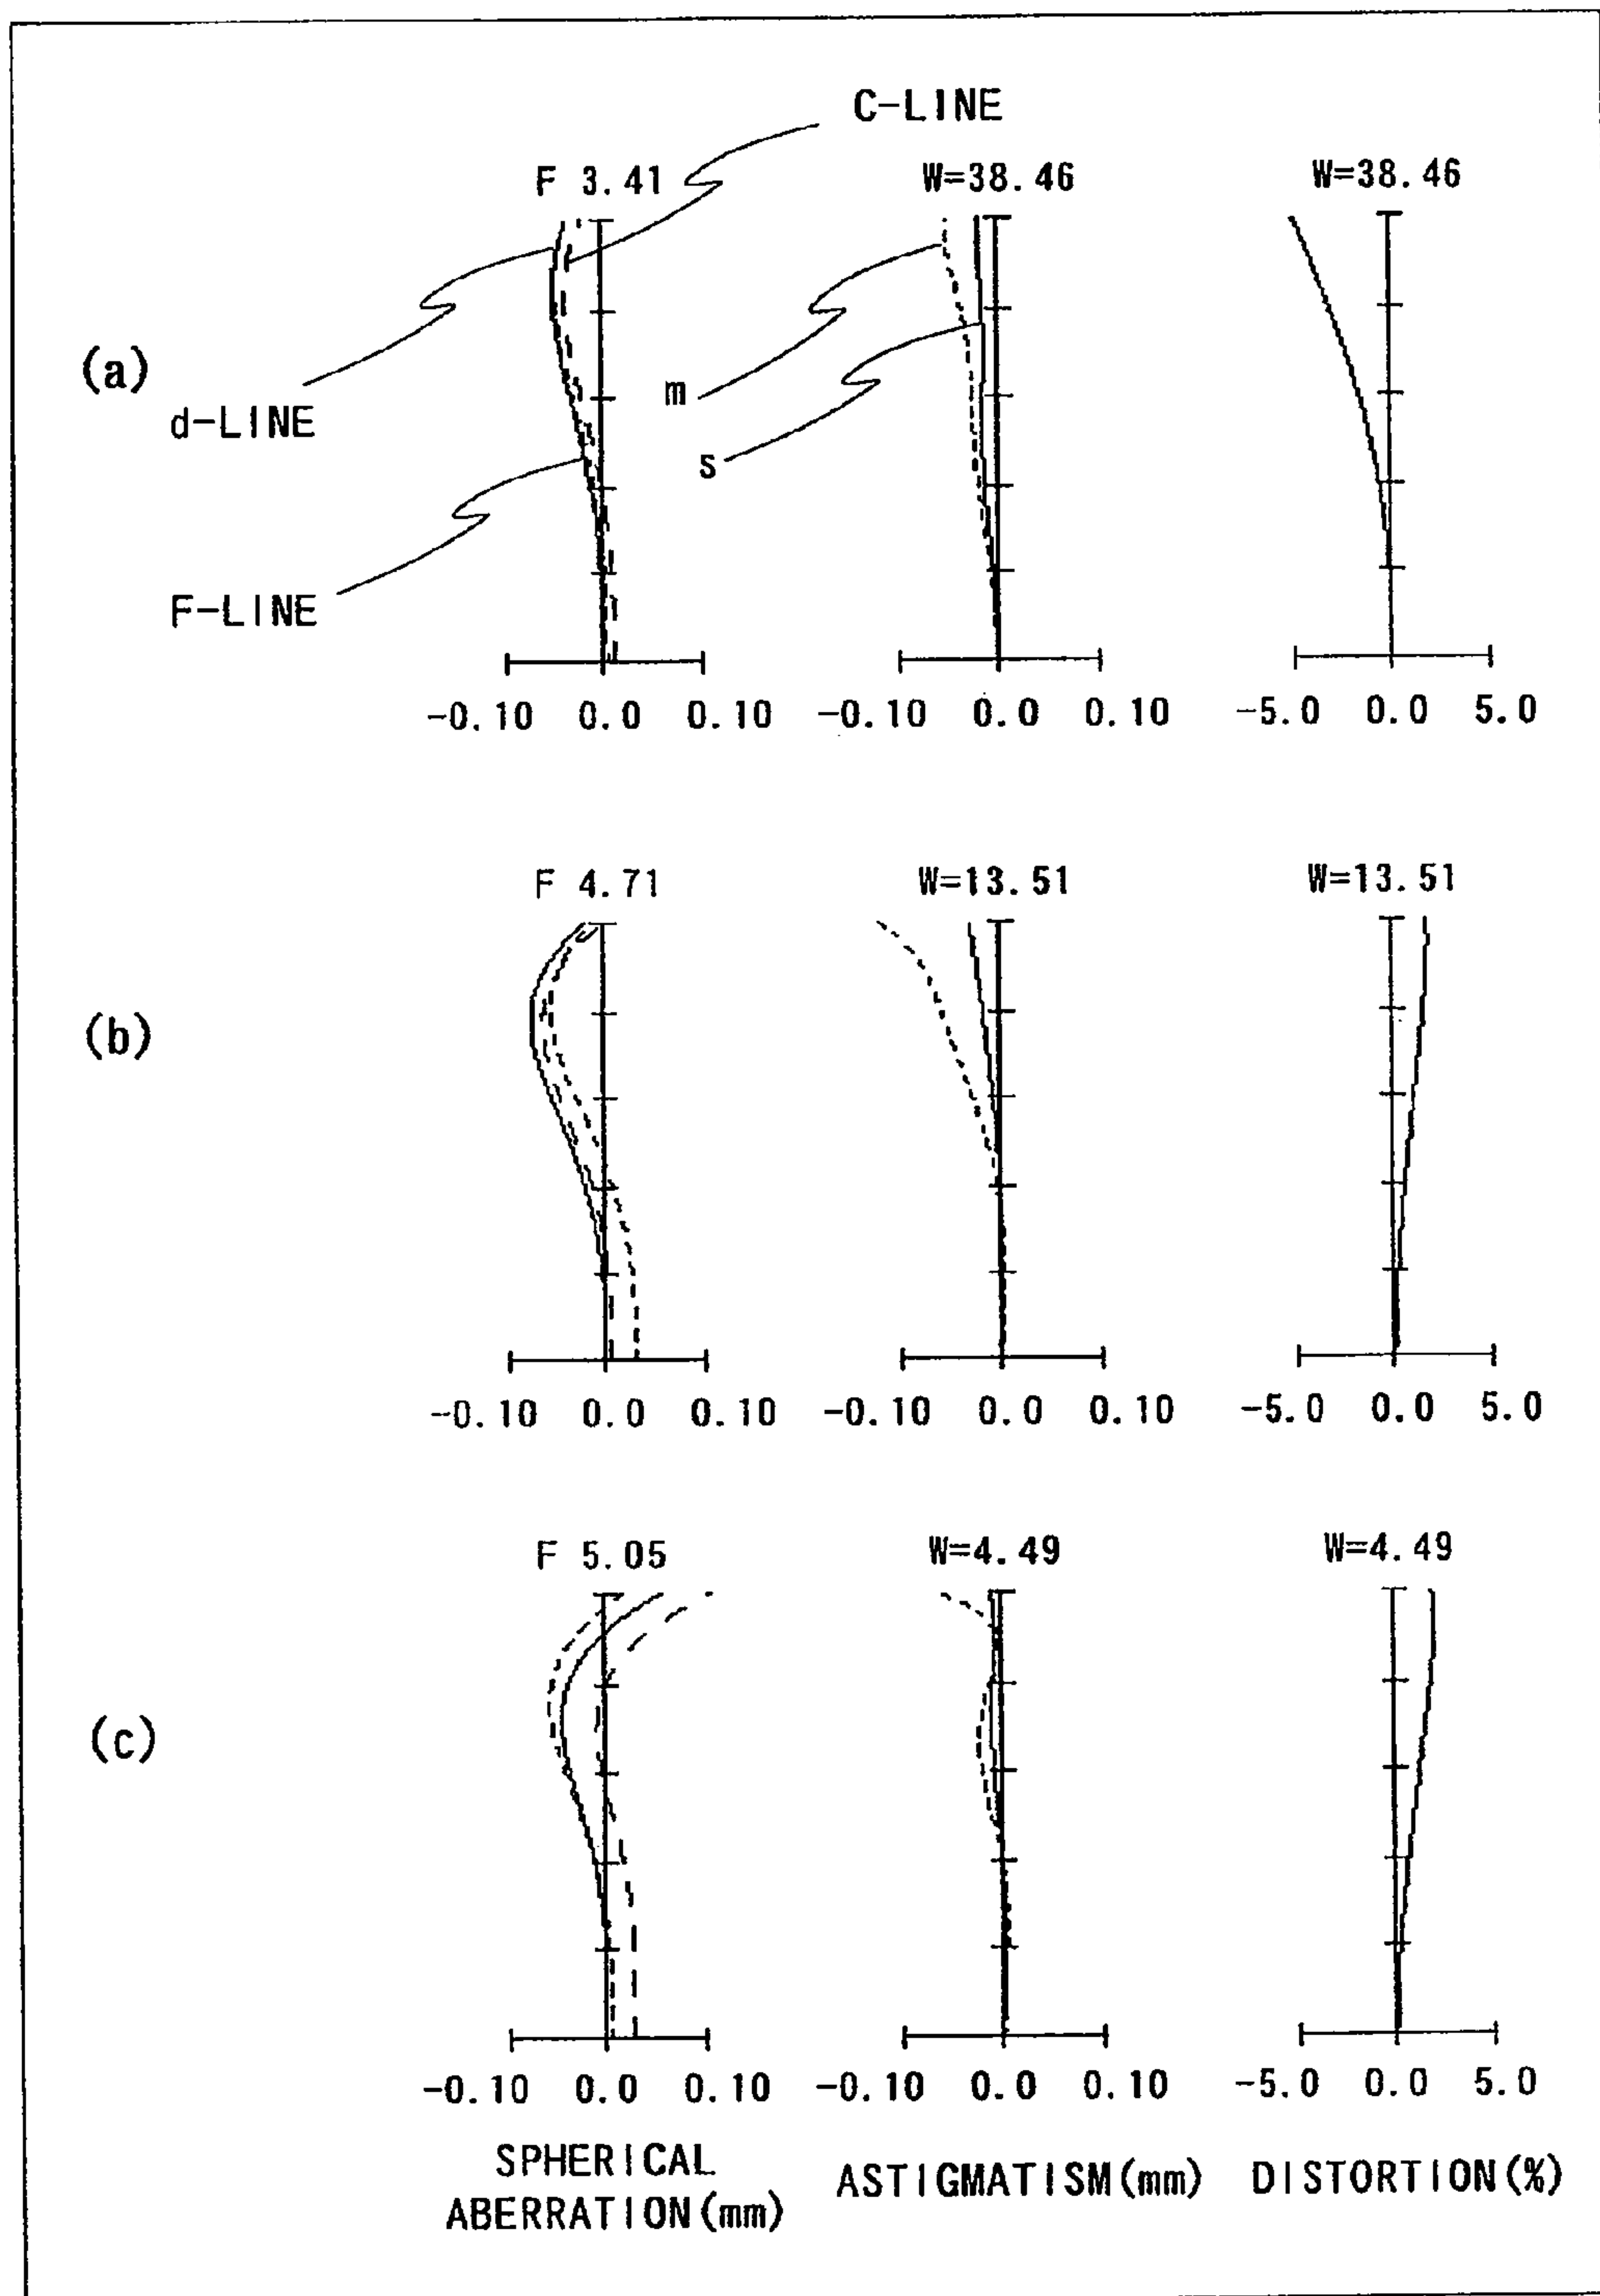 C-LINE
F 3.41 W=38.46 W=38.46
(a)
m
d-LINE
s
F-LINE
-0.10 0.0 0.10 -0.10 0.0 0.10 -5.0 0.0 5.0
F 4.71 W=13.51 W=13.51
(b)
-0.10 0.0 0.10 -0.10 0.0 0.10 -5.0 0.0 5.0
F 5.05 W=4.49 W=4.49
(c)
-0.10 0.0 0.10 -0.10 0.0 0.10 -5.0 0.0 5.0
SPHERICAL
ABERRATION(mm)
ASTIGMATISM(mm)
DISTORTION(%)